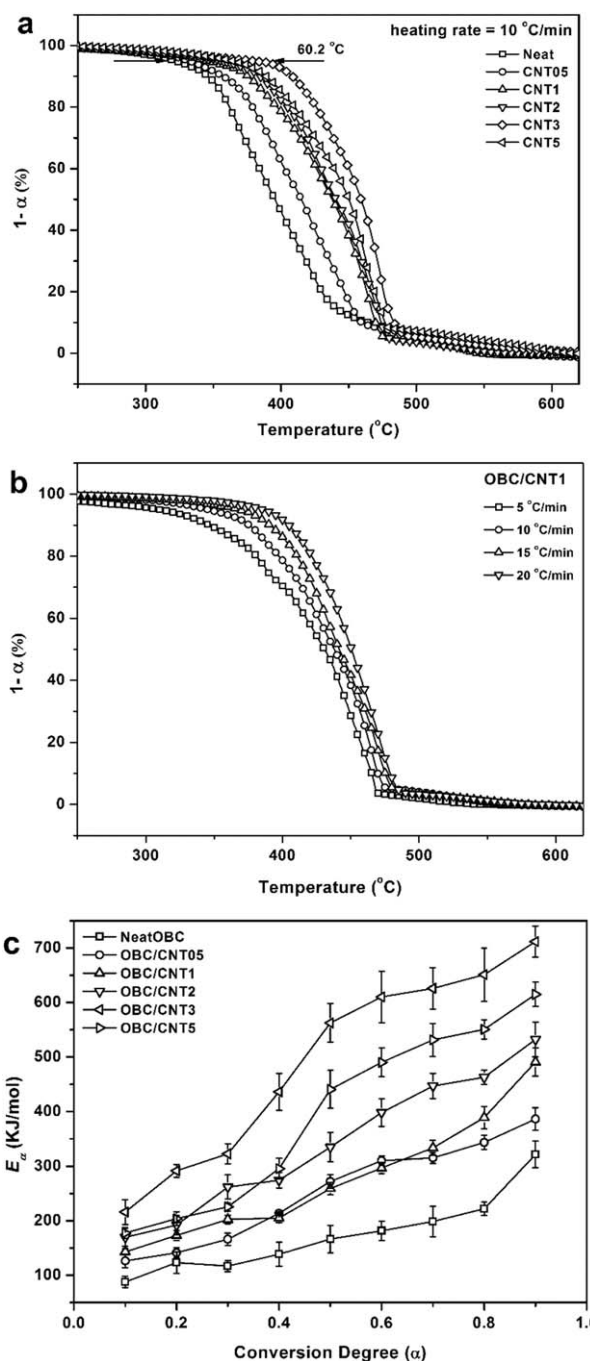 a
heating rate = 10 °C/min
60.2 °C
Neat
CNT05
CNT1
CNT2
CNT3
CNT5
100
80
60
40
20
0
1- α (%)
300 400 500 600
Temperature (°C)
b
OBC/CNT1
5 °C/min
10 °C/min
15 °C/min
20 °C/min
100
80
60
40
20
0
1- α (%)
300 400 500 600
Temperature (°C)
c
NeatOBC
OBC/CNT05
OBC/CNT1
OBC/CNT2
OBC/CNT3
OBC/CNT5
700
600
500
400
300
200
100
Eα (KJ/mol)
0.0 0.2 0.4 0.6 0.8 1.0
Conversion Degree (α)